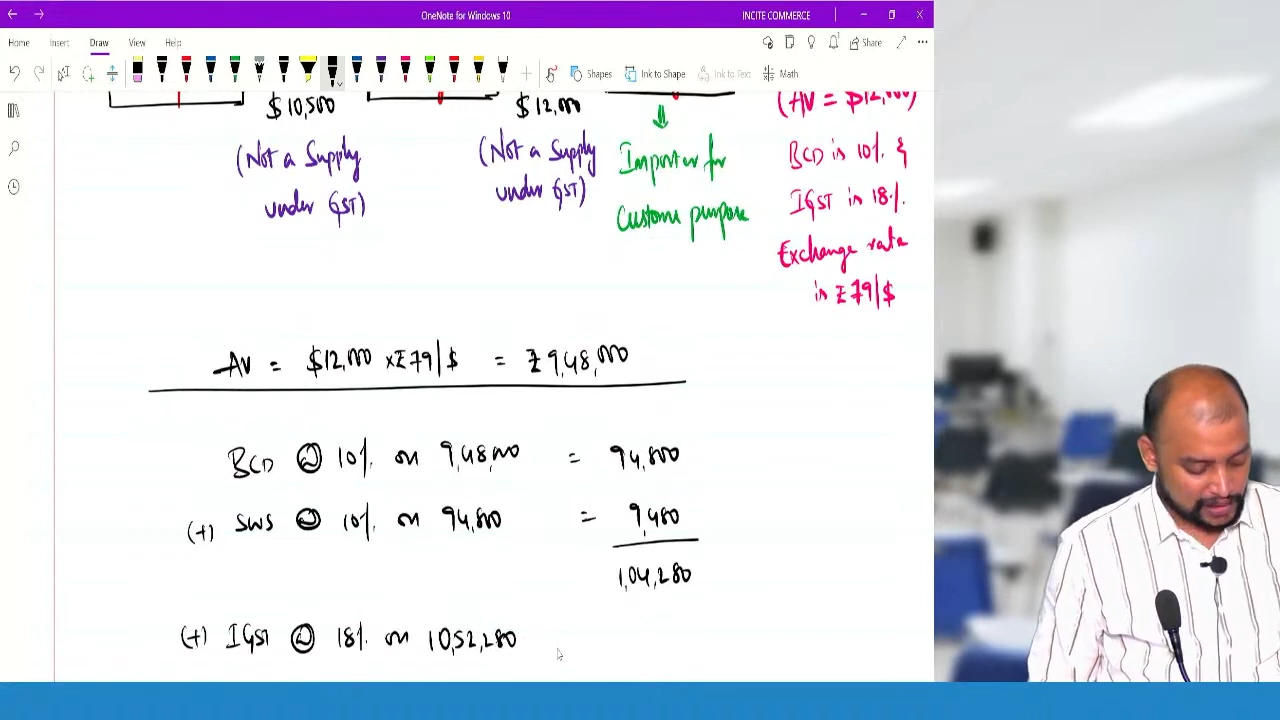 OneNote for Windows 10
INCITE COMMERCE
Home Insert Draw View Help
Share
Shapes Ink to Shape Ink to Text Math
$10,500
$12,000
(AV = $12,000)
(Not a Supply
under GST)
(Not a Supply
under GST)
Importer for
Custome purpose
BCD is 10% &
IGST is 18%.
Exchange rate
is ₹79/$
AV = $12,000 x ₹79/$ = ₹9,48,000
BCD @ 10% on 9,48,000 = 94,800
(+) SWS @ 10% on 94,800 = 9,480
1,04,280
(+) IGST @ 18% on 10,52,280